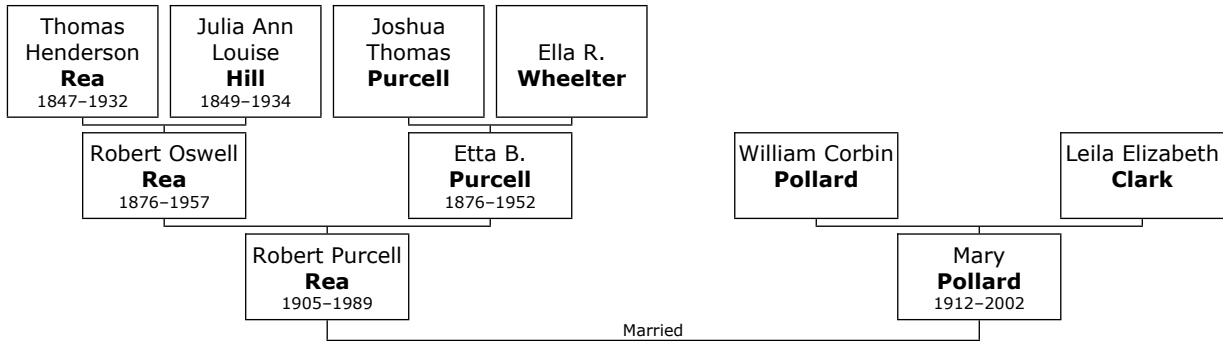 Thomas
Henderson
Rea
1847–1932
Julia Ann
Louise
Hill
1849–1934
Joshua
Thomas
Purcell
Ella R.
Wheelter
Robert Oswell
Rea
1876–1957
Etta B.
Purcell
1876–1952
William Corbin
Pollard
Leila Elizabeth
Clark
Robert Purcell
Rea
1905–1989
Mary
Pollard
1912–2002
Married